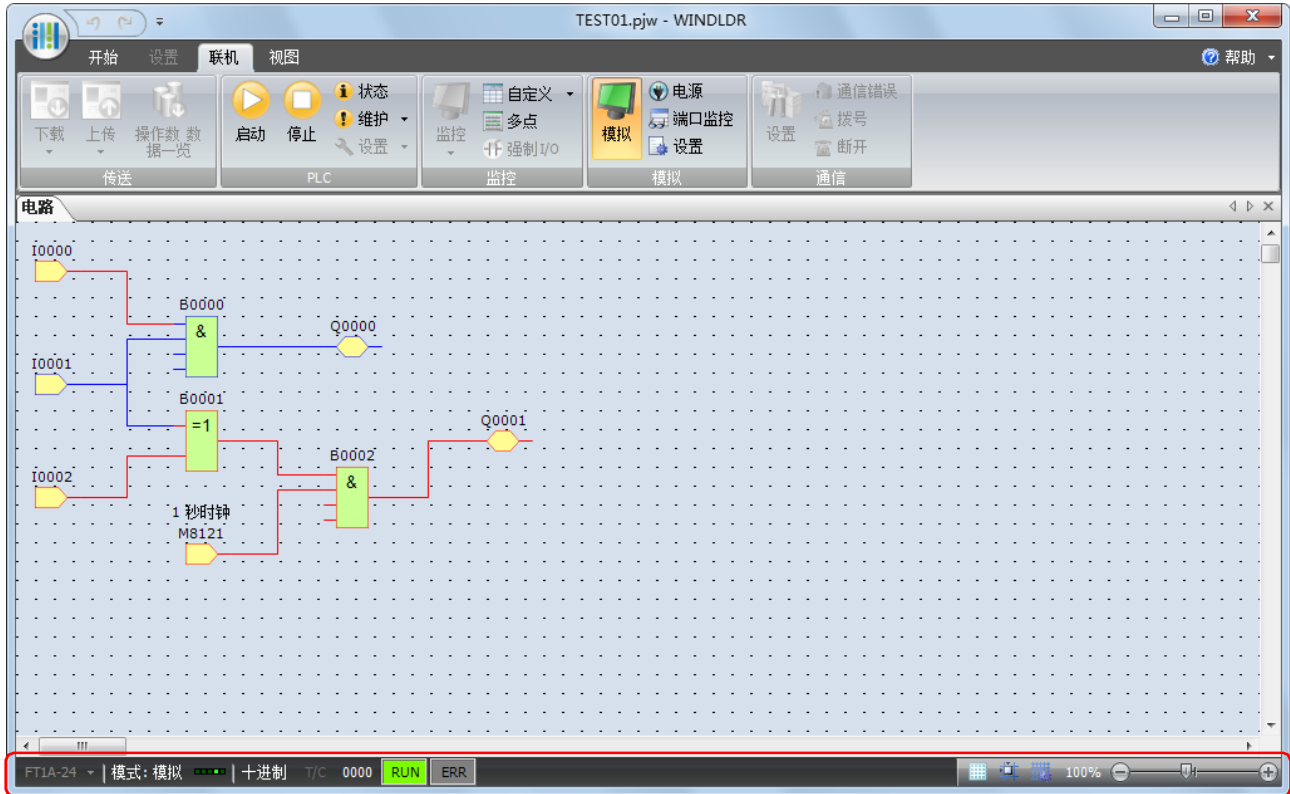 TEST01.pjw - WINDLDR
开始 设置 联机 视图 帮助
下载 上传 操作数 数据一览
传送
启动 停止 状态 维护 设置
PLC
监控 自定义 多点 强制I/O
监控
模拟 电源 端口监控 设置
模拟
设置 通信错误 拨号 断开
通信
电路
I0000
B0000
&
Q0000
I0001
B0001
=1
Q0001
B0002
&
I0002
1 秒时钟
M8121
FT1A-24 模式: 模拟 十进制 T/C 0000 RUN ERR 100%